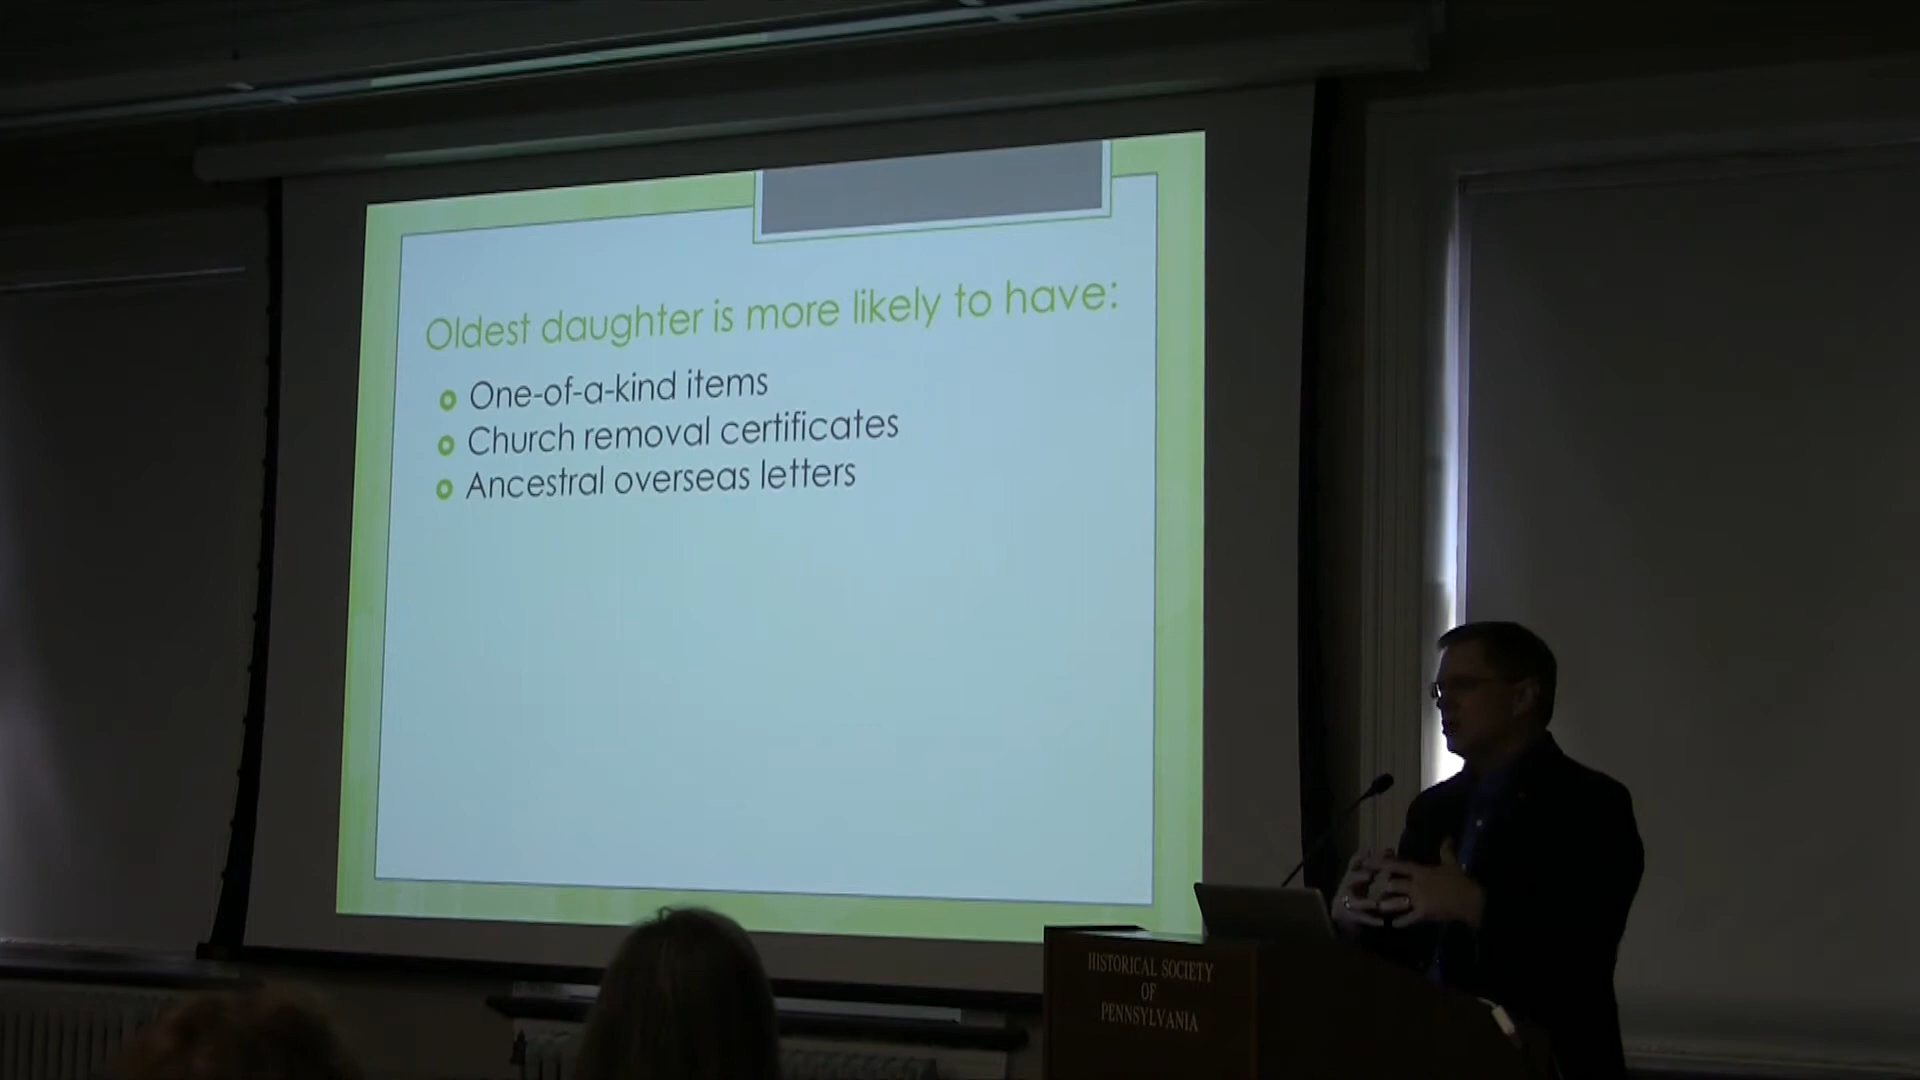 Oldest daughter is more likely to have:
One-of-a-kind items
Church removal certificates
Ancestral overseas letters
HISTORICAL SOCIETY
OF
PENNSYLVANIA